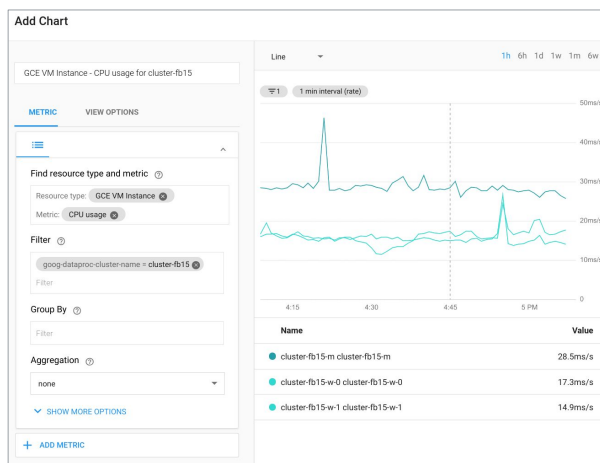 Add Chart
GCE VM Instance - CPU usage for cluster-fb15
METRIC VIEW OPTIONS
Find resource type and metric ?
Resource type: GCE VM Instance
Metric: CPU usage
Filter ?
goog-dataproc-cluster-name = cluster-fb15
Filter
Group By ?
Filter
Aggregation ?
none
SHOW MORE OPTIONS
+ ADD METRIC
Line
1h 6h 1d 1w 1m 6w
1 1 min interval (rate)
50ms/s
40ms/s
30ms/s
20ms/s
10ms/s
0
4:15 4:30 4:45 5 PM
Name Value
cluster-fb15-m cluster-fb15-m 28.5ms/s
cluster-fb15-w-0 cluster-fb15-w-0 17.3ms/s
cluster-fb15-w-1 cluster-fb15-w-1 14.9ms/s